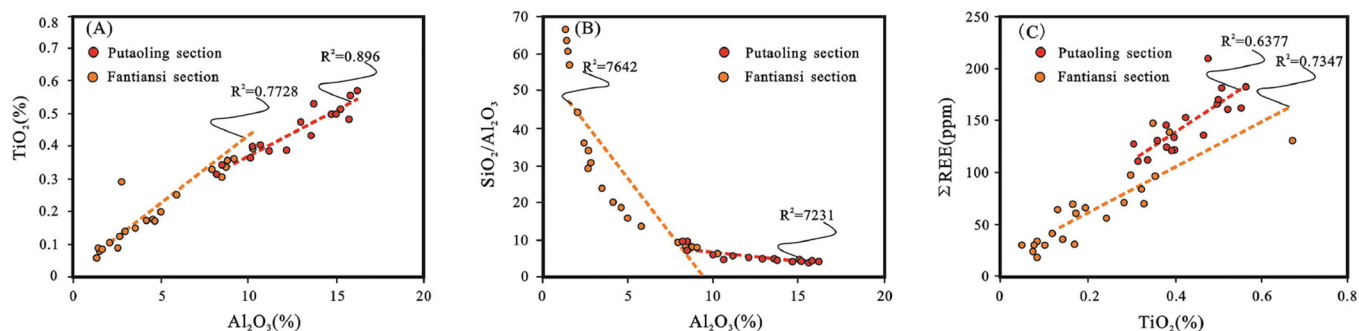 (A)
Putaoling section
Fantiansi section
R²=0.7728
R²=0.896
TiO₂(%)
0.8
0.7
0.6
0.5
0.4
0.3
0.2
0.1
0
0
5
10
15
20
Al₂O₃(%)
(B)
Putaoling section
Fantiansi section
R²=7642
R²=7231
SiO₂/Al₂O₃
70
60
50
40
30
20
10
0
0
5
10
15
20
Al₂O₃(%)
(C)
Putaoling section
Fantiansi section
R²=0.6377
R²=0.7347
ΣREE(ppm)
250
200
150
100
50
0
0
0.2
0.4
0.6
0.8
TiO₂(%)